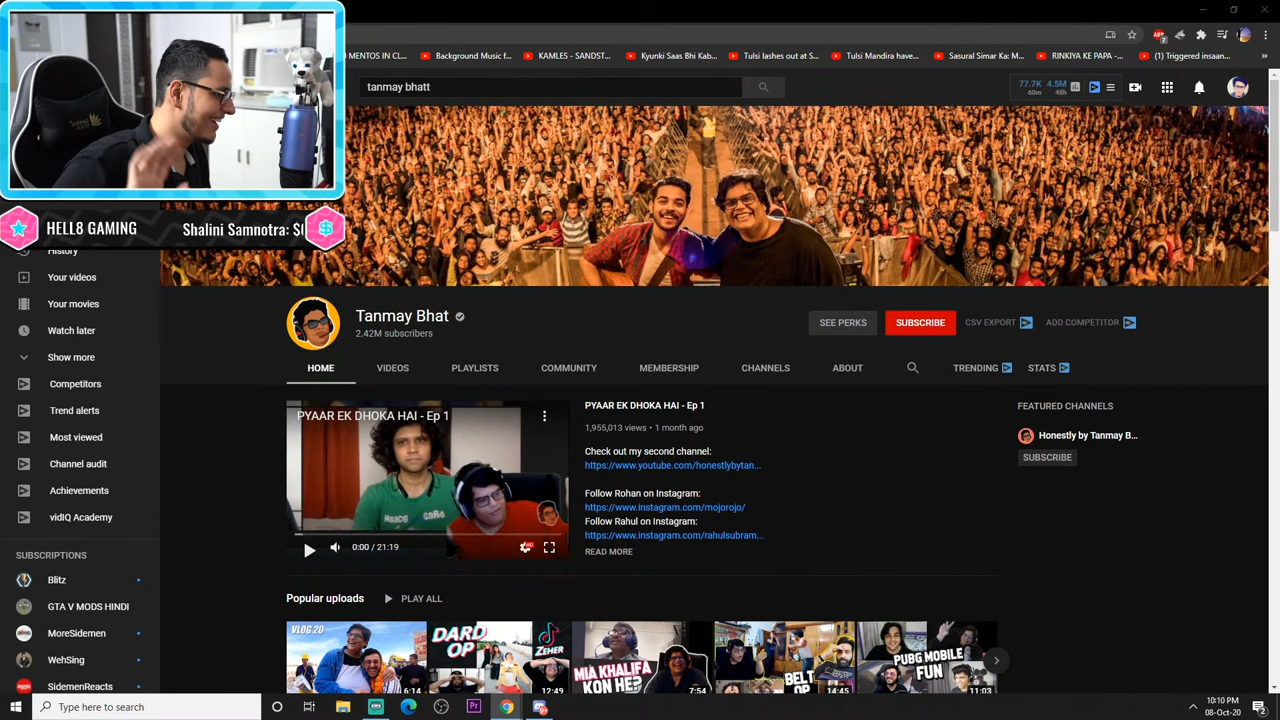 MENTOS IN CL...
Background Music f...
KAMLES - SANDST...
Kyunki Saas Bhi Kab...
Tulsi lashes out at S...
Tulsi Mandira have...
Sasural Simar Ka: M...
RINKIYA KE PAPA -...
(1) Triggered insaan...
tanmay bhatt
77.7K 4.5M
60m 48h
HELL8 GAMING
Shalini Samnotra: $
History
Your videos
Your movies
Watch later
Show more
Competitors
Trend alerts
Most viewed
Channel audit
Achievements
vidIQ Academy
SUBSCRIPTIONS
Blitz
GTA V MODS HINDI
MoreSidemen
WehSing
SidemenReacts
Tanmay Bhat
2.42M subscribers
SEE PERKS
SUBSCRIBE
CSV EXPORT
ADD COMPETITOR
HOME VIDEOS PLAYLISTS COMMUNITY MEMBERSHIP CHANNELS ABOUT TRENDING STATS
PYAAR EK DHOKA HAI - Ep 1
0:00 / 21:19
HD
PYAAR EK DHOKA HAI - Ep 1
1,955,013 views • 1 month ago
Check out my second channel:
https://www.youtube.com/honestlybytan...
Follow Rohan on Instagram:
https://www.instagram.com/mojorojo/
Follow Rahul on Instagram:
https://www.instagram.com/rahulsubram...
READ MORE
FEATURED CHANNELS
Honestly by Tanmay B...
SUBSCRIBE
Popular uploads
PLAY ALL
VLOG 20
6:14
DARD OP
ZEHER
12:49
MIA KHALIFA KON HE?
7:54
BELT OP
14:45
PUBG MOBILE FUN
11:03
Type here to search
Pr
10:10 PM
08-Oct-20
2